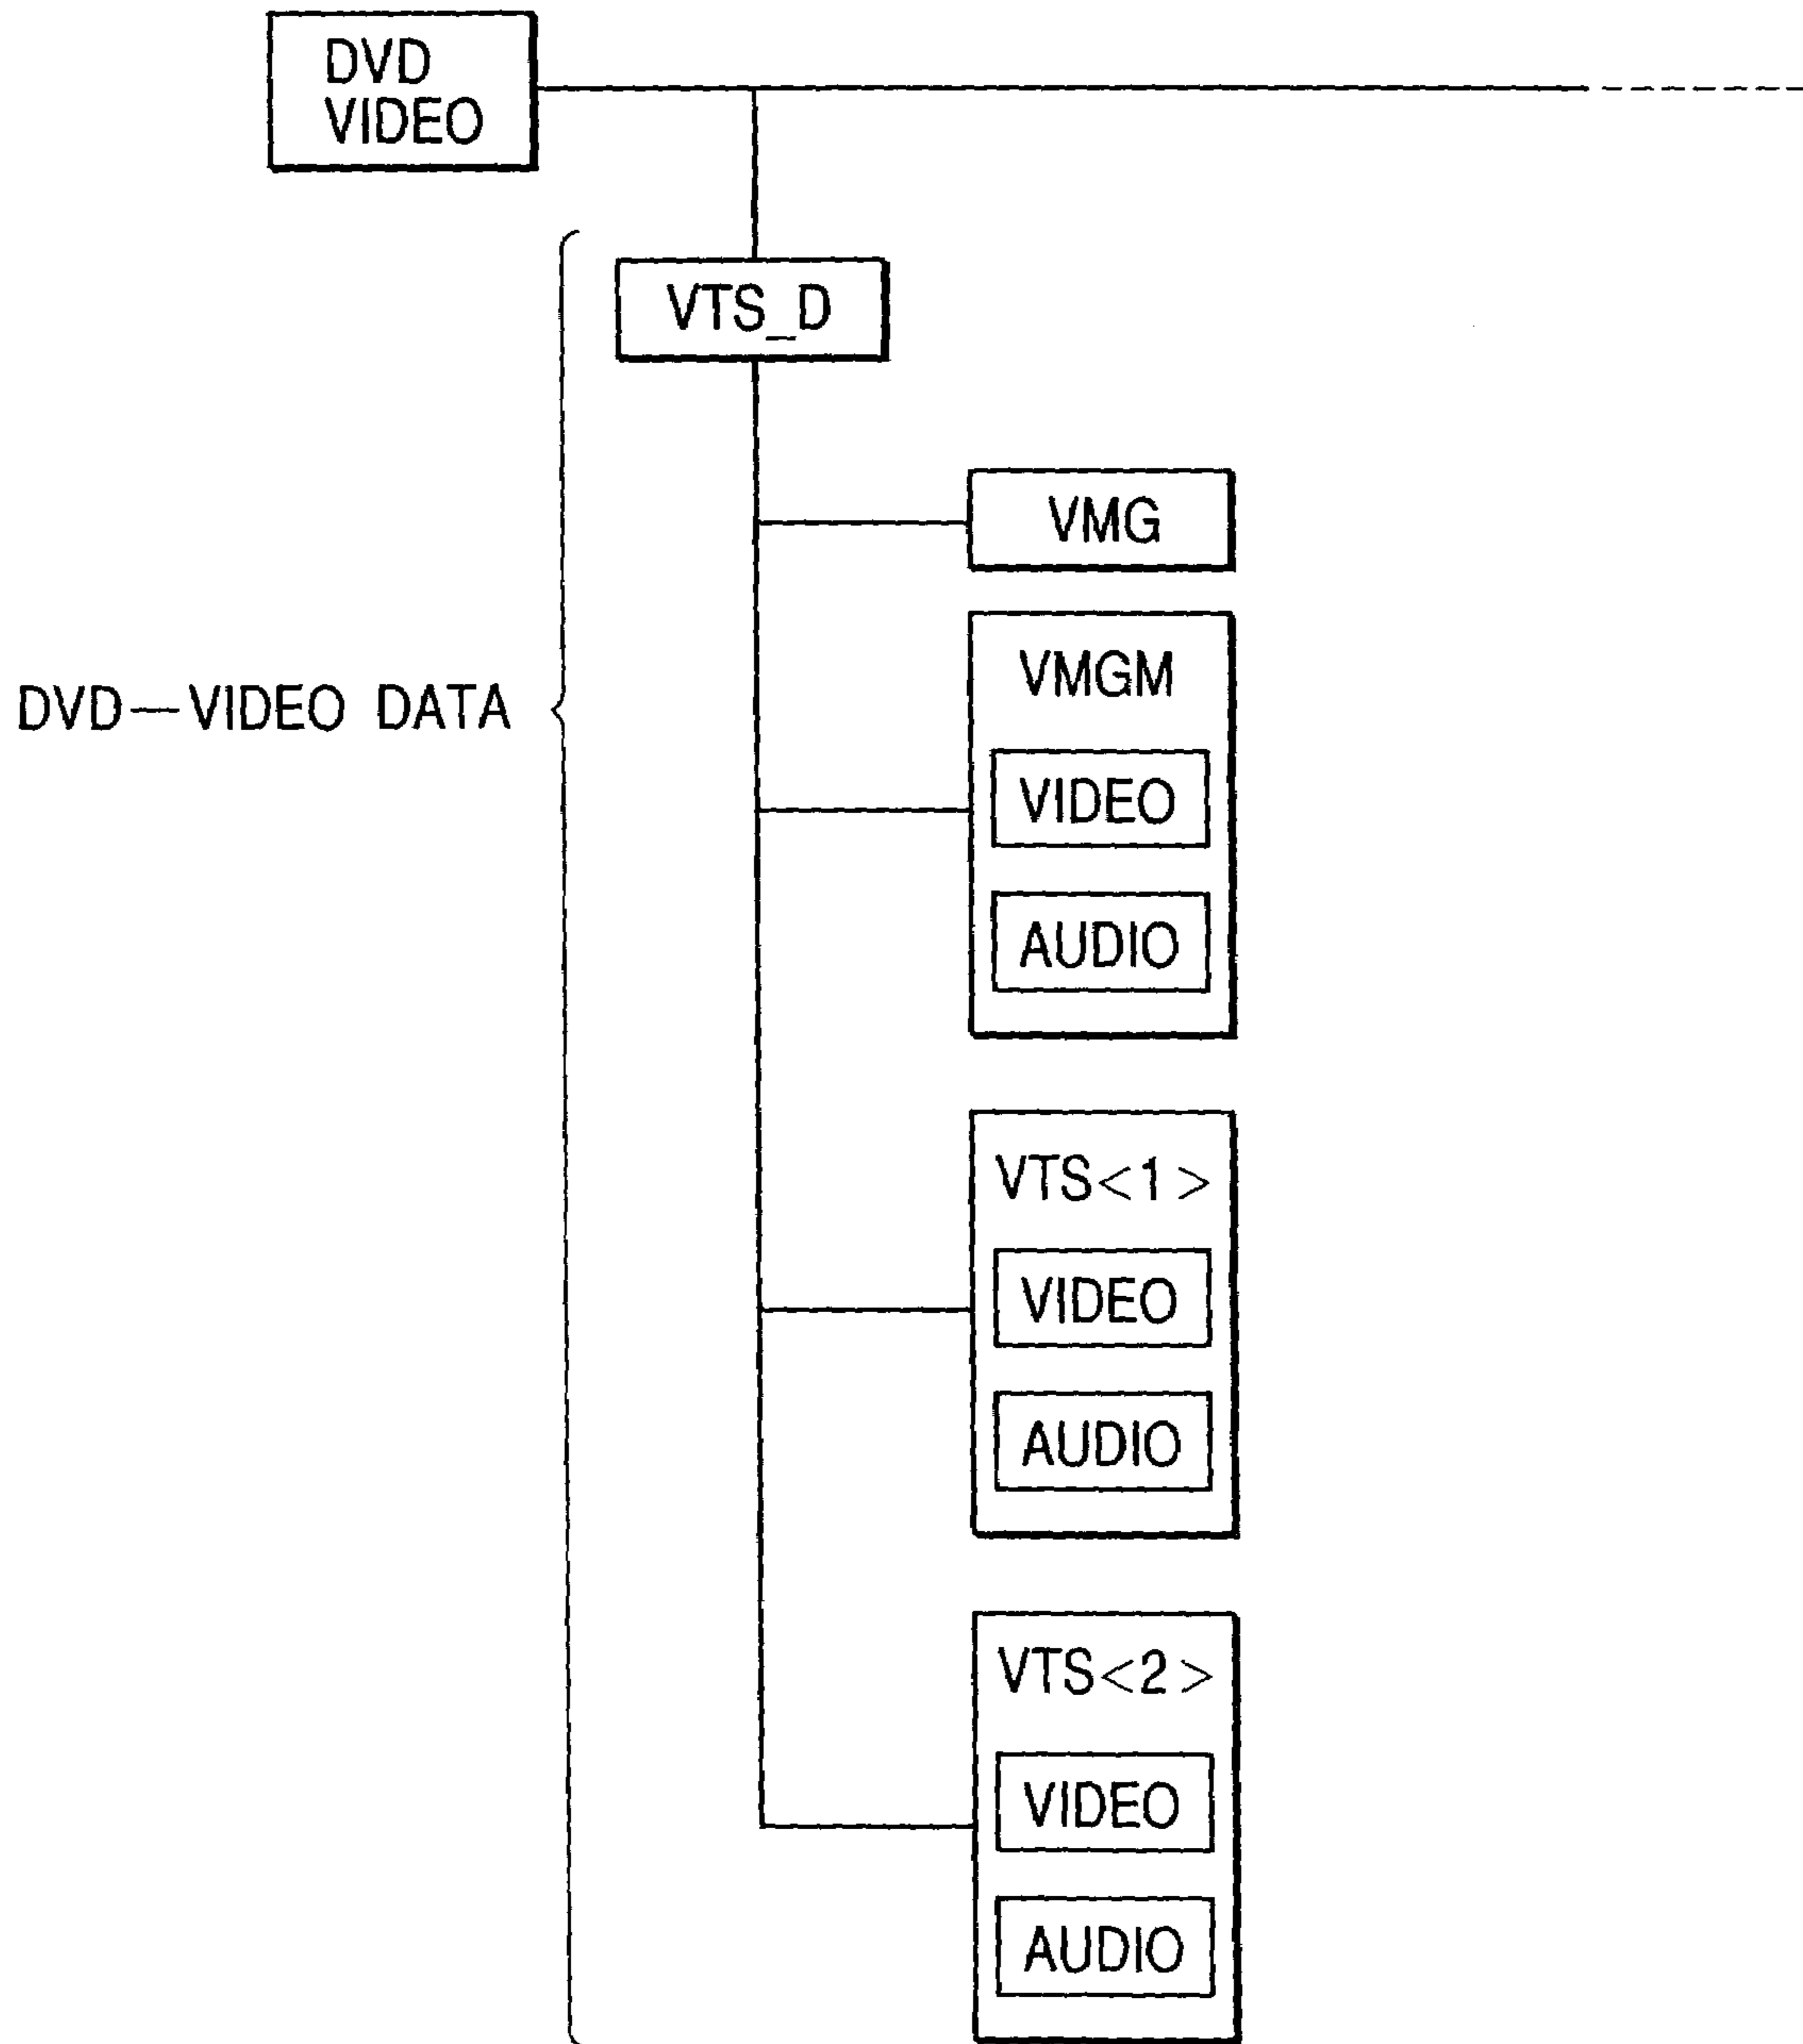 DVD
VIDEO
VTS_D
VMG
DVD—VIDEO DATA
VMGM
VIDEO
AUDIO
VTS<1>
VIDEO
AUDIO
VTS<2>
VIDEO
AUDIO